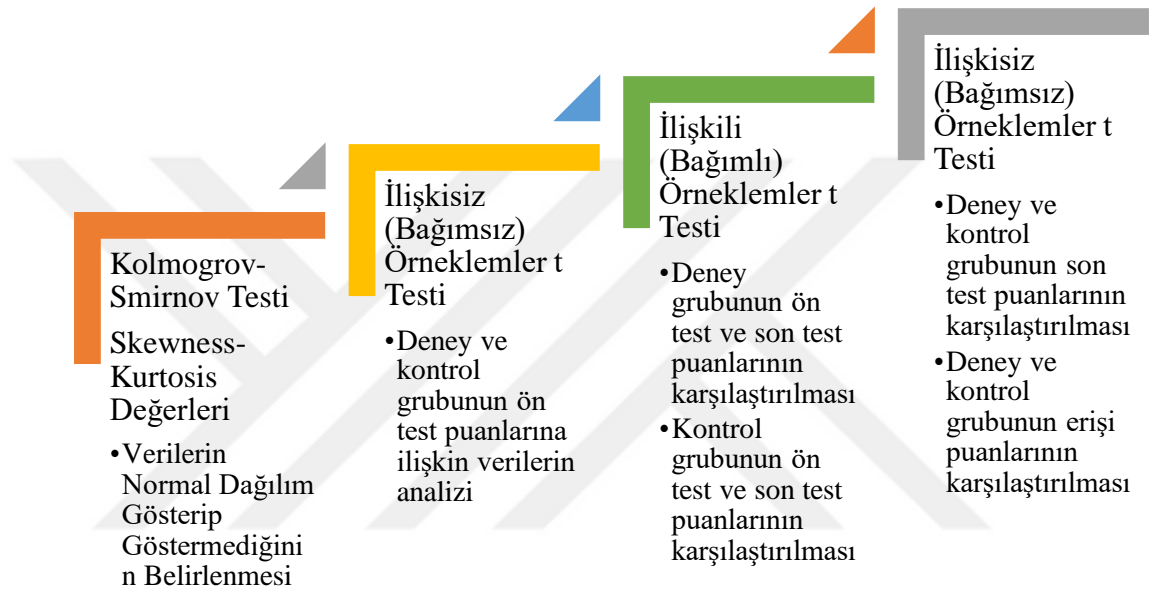 Kolmogrov-
Smirnov Testi
Skewness-
Kurtosis
Değerleri
•Verilerin
Normal Dağılım
Gösterip
Göstermediğini
n Belirlenmesi
İlişkisiz
(Bağımsız)
Örneklemler t
Testi
•Deney ve
kontrol
grubunun ön
test puanlarına
ilişkin verilerin
analizi
İlişkili
(Bağımlı)
Örneklemler t
Testi
•Deney
grubunun ön
test ve son test
puanlarının
karşılaştırılması
•Kontrol
grubunun ön
test ve son test
puanlarının
karşılaştırılması
İlişkisiz
(Bağımsız)
Örneklemler t
Testi
•Deney ve
kontrol
grubunun son
test puanlarının
karşılaştırılması
•Deney ve
kontrol
grubunun erişi
puanlarının
karşılaştırılması